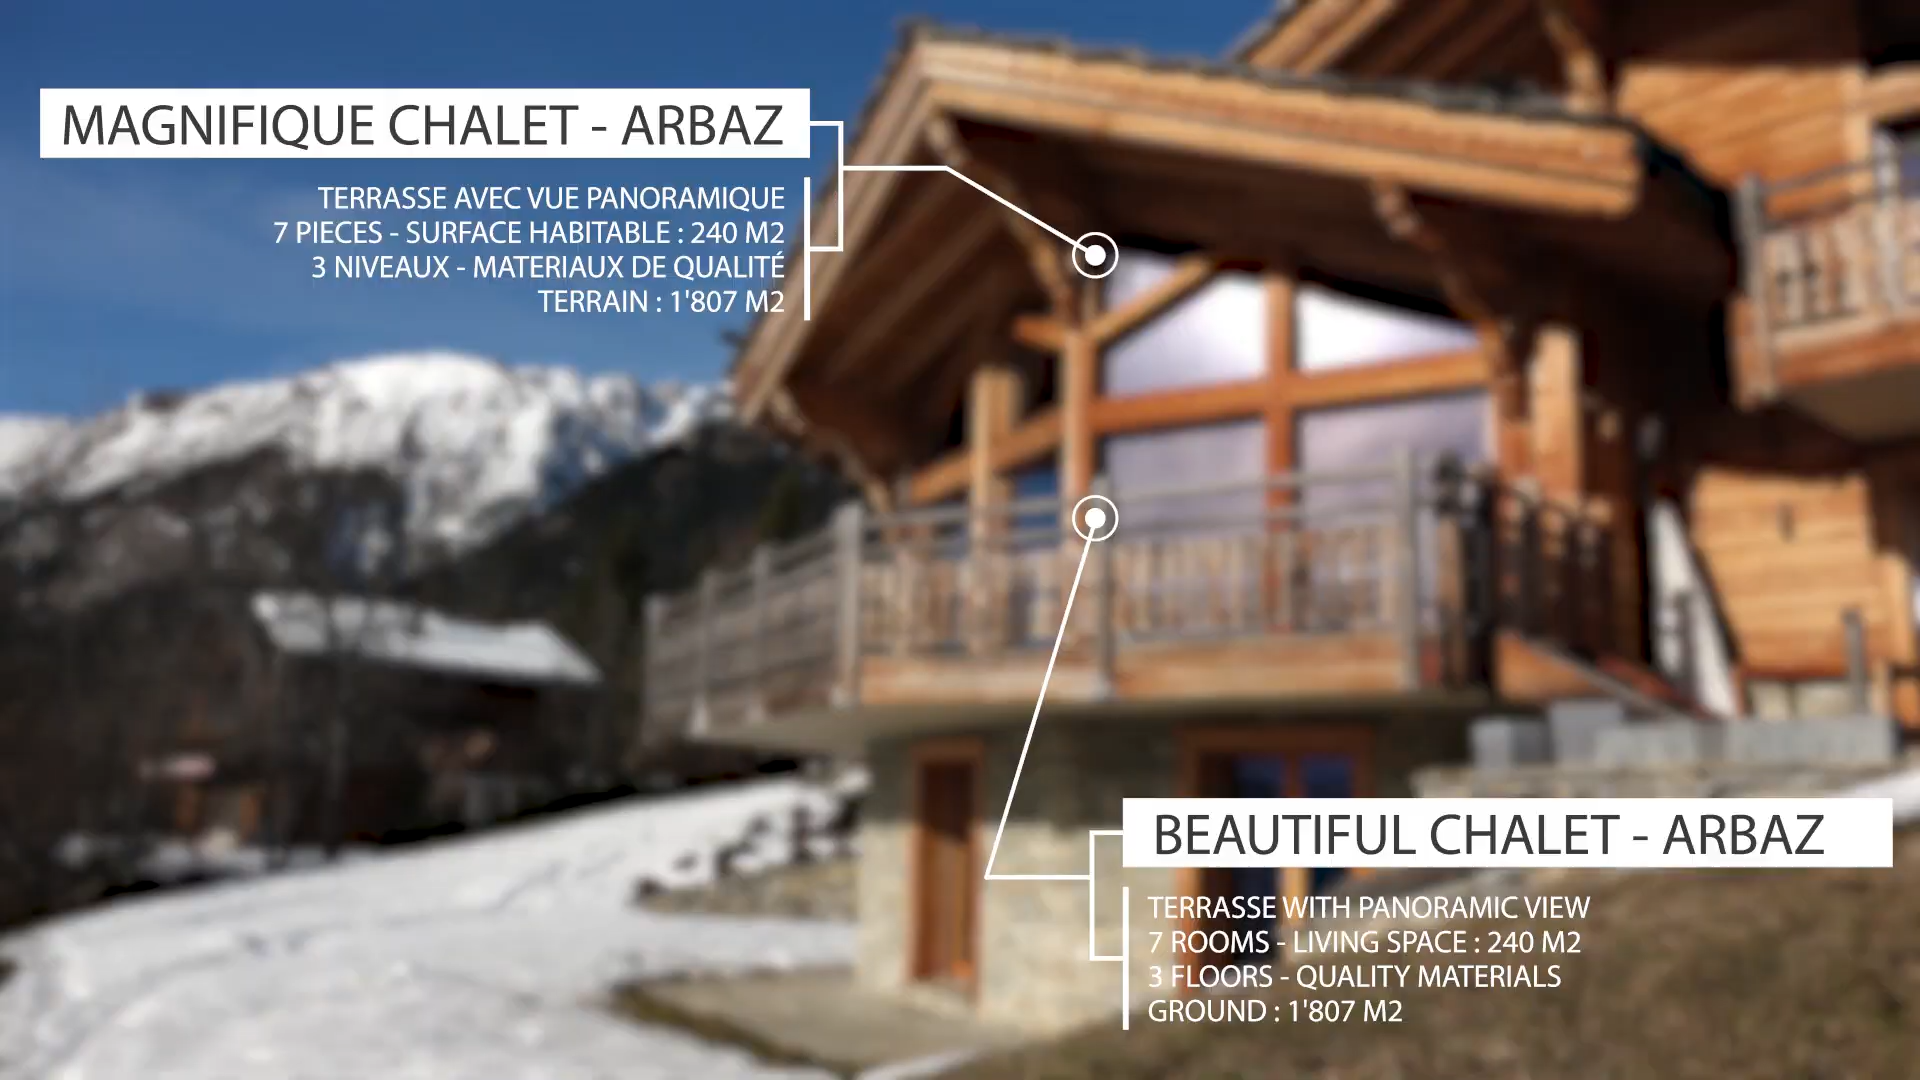 MAGNIFIQUE CHALET - ARBAZ
TERRASSE AVEC VUE PANORAMIQUE
7 PIECES - SURFACE HABITABLE : 240 M2
3 NIVEAUX - MATERIAUX DE QUALITÉ
TERRAIN : 1'807 M2
BEAUTIFUL CHALET - ARBAZ
TERRASSE WITH PANORAMIC VIEW
7 ROOMS - LIVING SPACE : 240 M2
3 FLOORS - QUALITY MATERIALS
GROUND : 1'807 M2